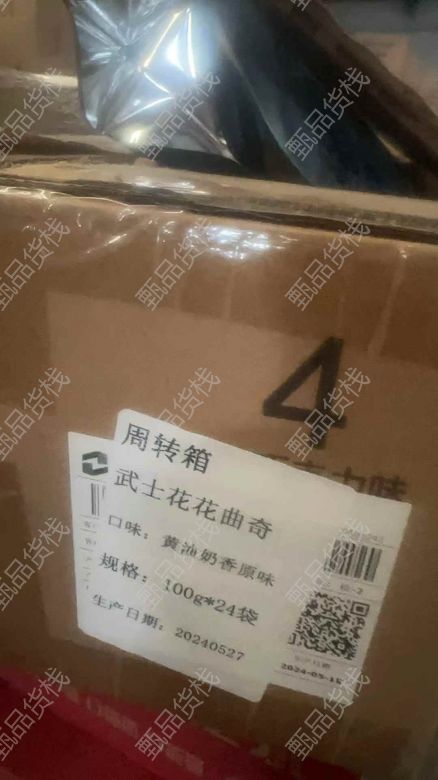 4
周转箱
武士花花曲奇
口味：黄油奶香原味
规格：100g*24袋
生产日期：20240527
甄品货栈